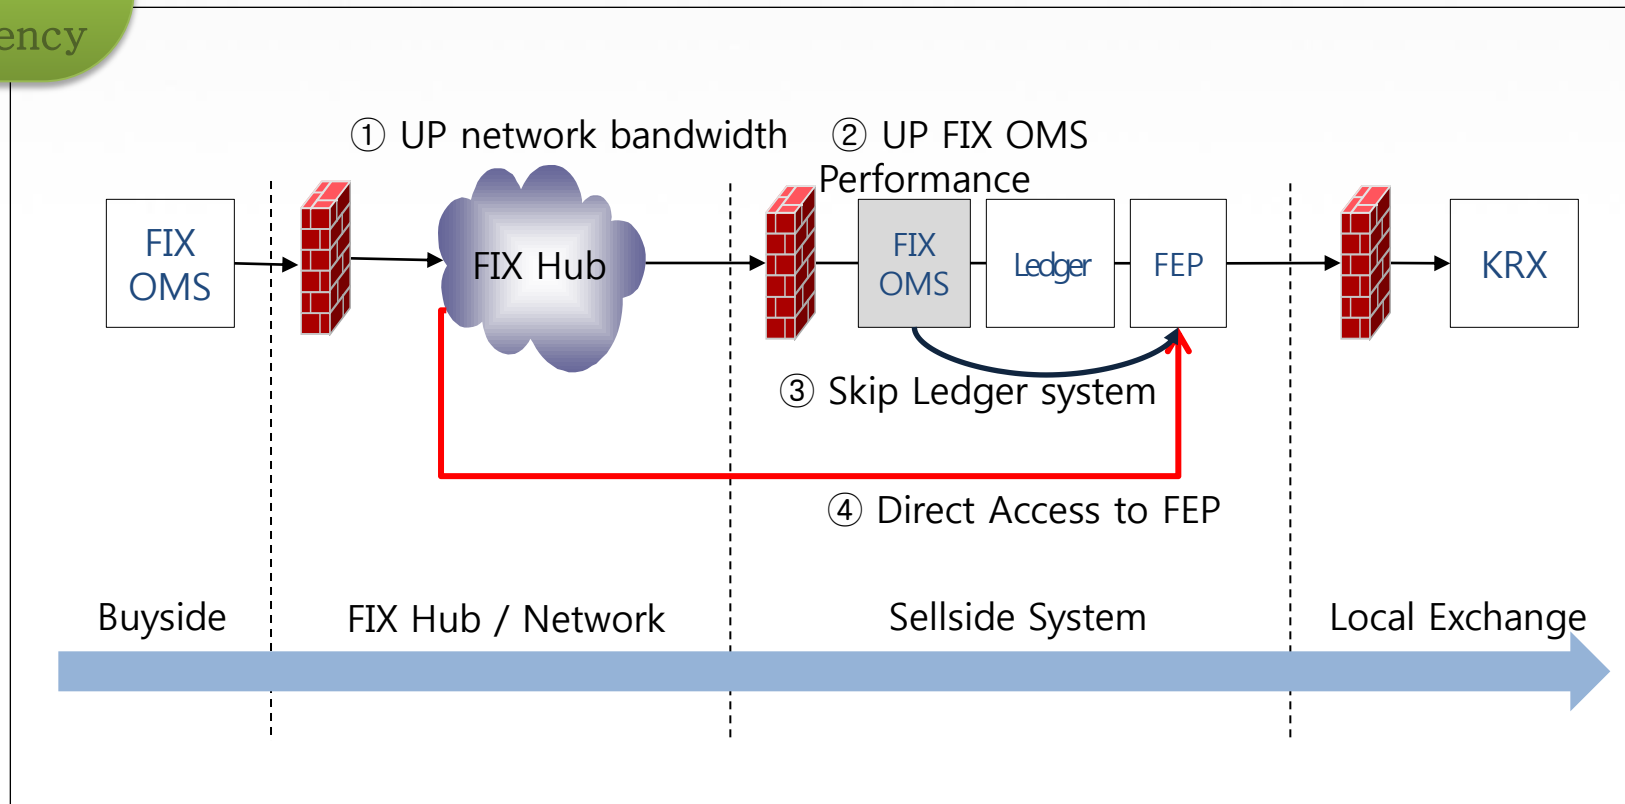 ency
① UP network bandwidth
② UP FIX OMS
Performance
FIX
OMS
FIX Hub
FIX
OMS
Ledger
FEP
KRX
③ Skip Ledger system
④ Direct Access to FEP
Buyside
FIX Hub / Network
Sellside System
Local Exchange